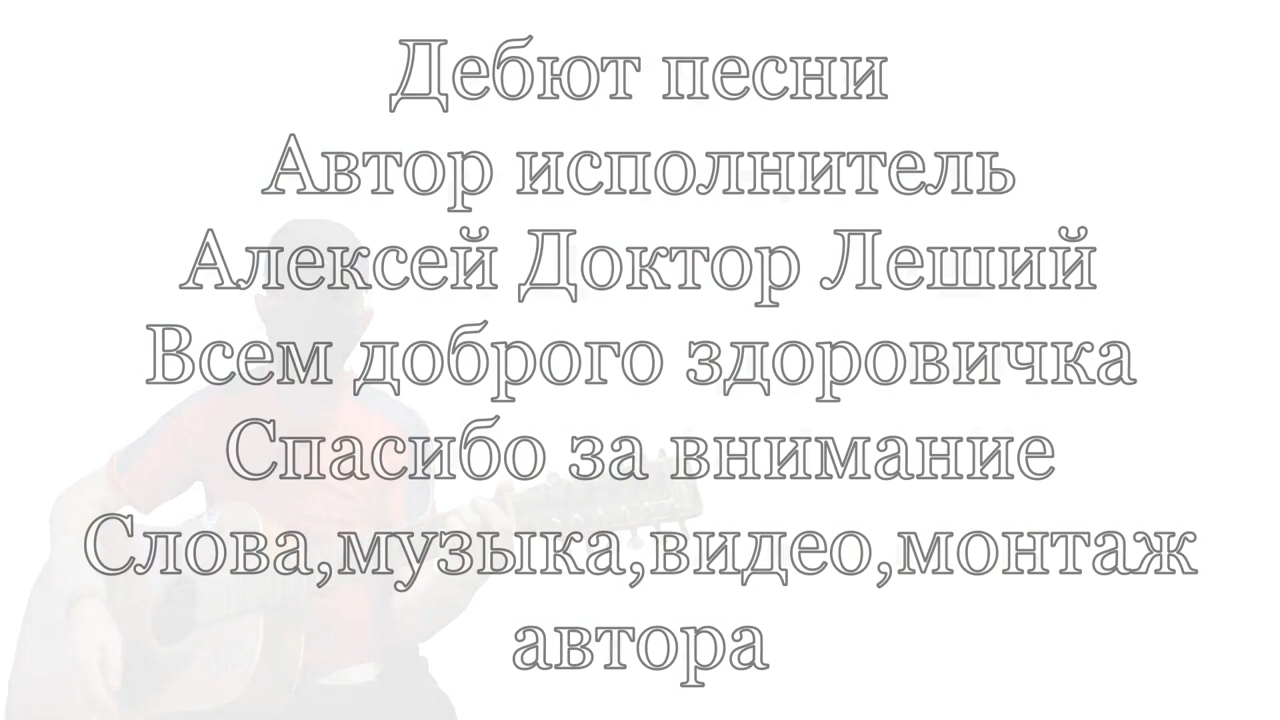 Дебют песни
Автор исполнитель
Алексей Доктор Леший
Всем доброго здоровичка
Спасибо за внимание
Слова,музыка,видео,монтаж
автора